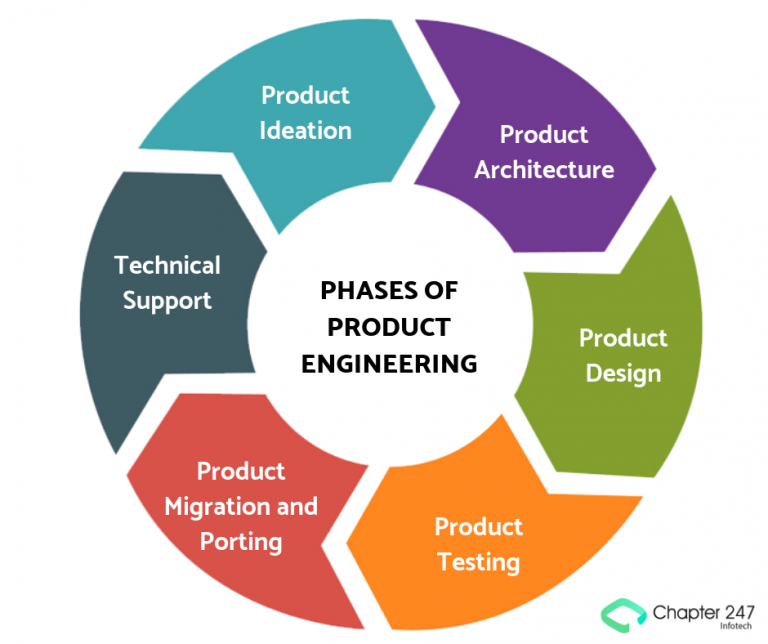 Product
Ideation
Product
Architecture
Product
Design
Product
Testing
Product
Migration and
Porting
Technical
Support
PHASES OF
PRODUCT
ENGINEERING
Chapter 247
Infotech